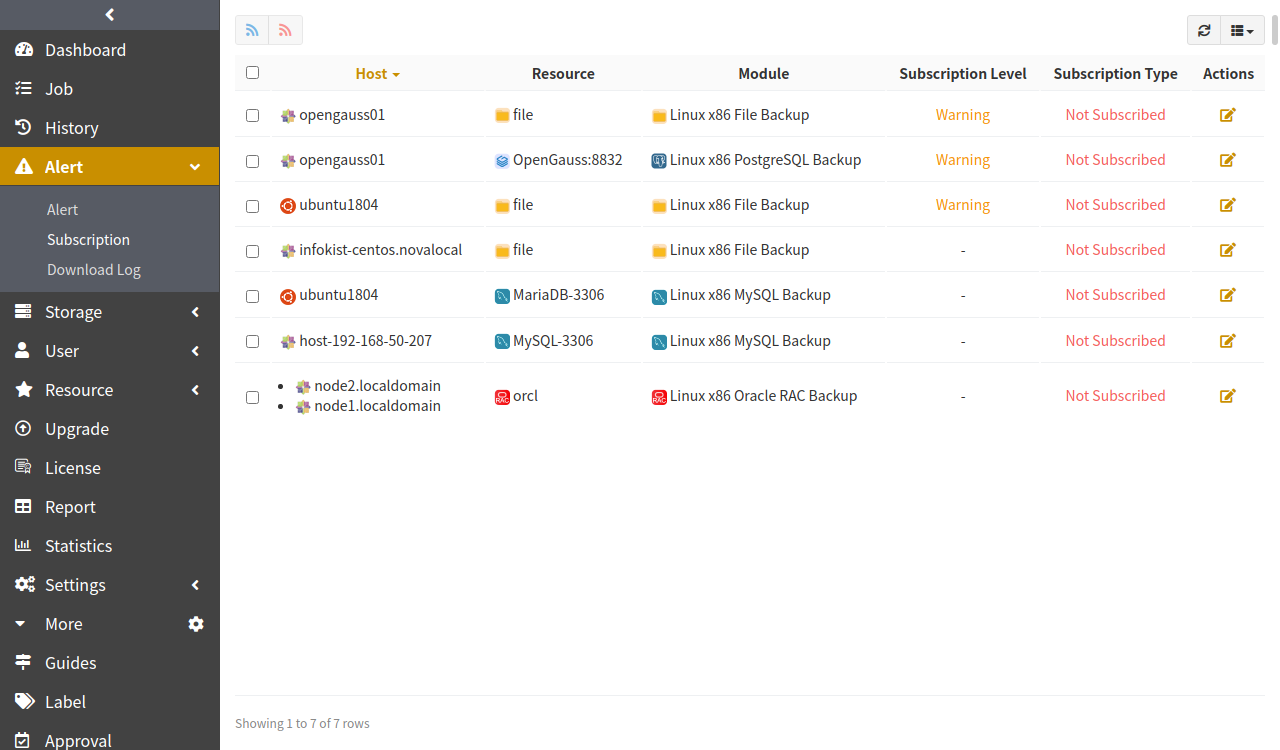 Dashboard
Job
History
Alert
Alert
Subscription
Download Log
Storage
User
Resource
Upgrade
License
Report
Statistics
Settings
More
Guides
Label
Approval
Host Resource Module Subscription Level Subscription Type Actions
opengauss01 file Linux x86 File Backup Warning Not Subscribed
opengauss01 OpenGauss:8832 Linux x86 PostgreSQL Backup Warning Not Subscribed
ubuntu1804 file Linux x86 File Backup Warning Not Subscribed
infokist-centos.novalocal file Linux x86 File Backup - Not Subscribed
ubuntu1804 MariaDB-3306 Linux x86 MySQL Backup - Not Subscribed
host-192-168-50-207 MySQL-3306 Linux x86 MySQL Backup - Not Subscribed
node2.localdomain
node1.localdomain
RAC orcl RAC Linux x86 Oracle RAC Backup - Not Subscribed
Showing 1 to 7 of 7 rows